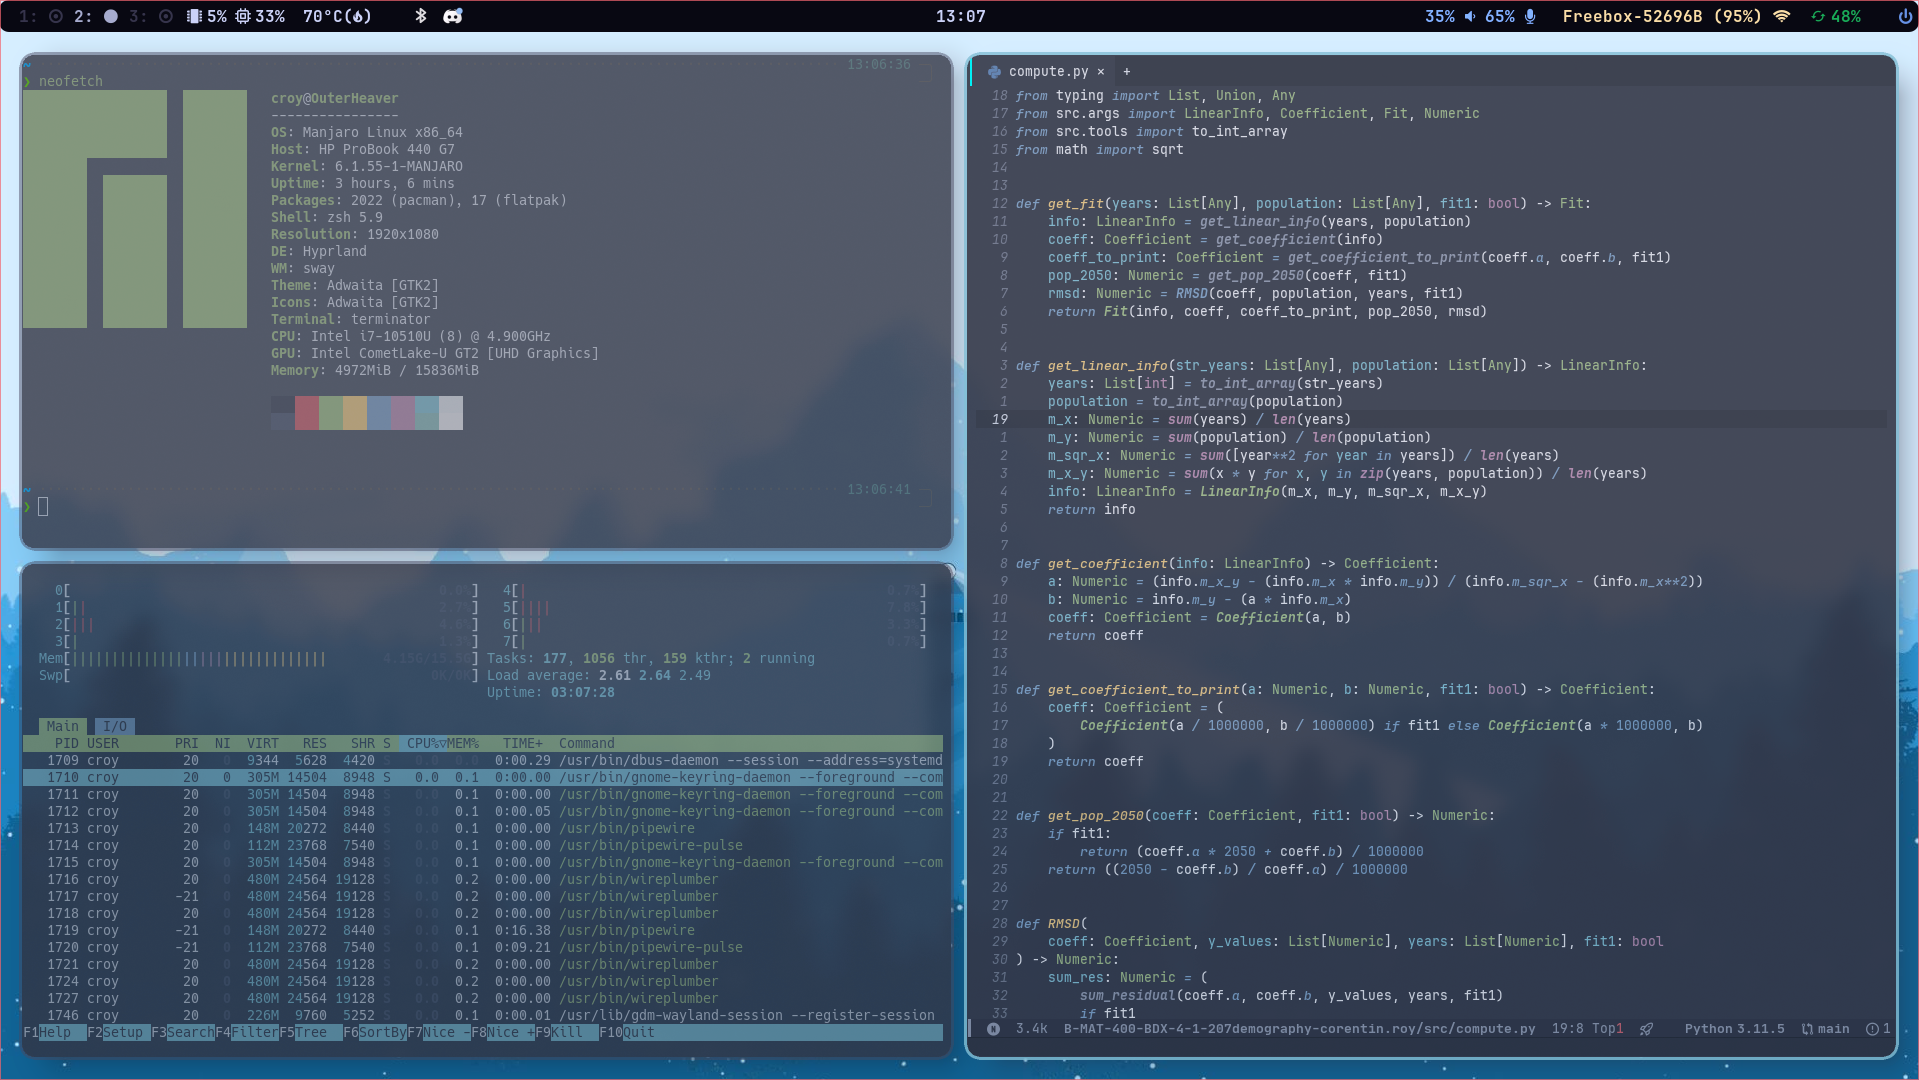 1: 2: 3: 5% 33% 70°C() 13:07 35% 65% Freebox-52696B (95%) 48%
~ 13:06:36
❯ neofetch
croy@OuterHeaver
----------------
OS: Manjaro Linux x86_64
Host: HP ProBook 440 G7
Kernel: 6.1.55-1-MANJARO
Uptime: 3 hours, 6 mins
Packages: 2022 (pacman), 17 (flatpak)
Shell: zsh 5.9
Resolution: 1920x1080
DE: Hyprland
WM: sway
Theme: Adwaita [GTK2]
Icons: Adwaita [GTK2]
Terminal: terminator
CPU: Intel i7-10510U (8) @ 4.900GHz
GPU: Intel CometLake-U GT2 [UHD Graphics]
Memory: 4972MiB / 15836MiB
~ 13:06:41
❯
0[ 0.0%] 4[| 0.7%]
1[|| 2.7%] 5[|||| 7.8%]
2[||| 4.6%] 6[||| 3.3%]
3[| 1.3%] 7[| 0.7%]
Mem[|||||||||||||||||||||||||||||||| 4.15G/15.5G] Tasks: 177, 1056 thr, 159 kthr; 2 running
Swp[ 0K/0K] Load average: 2.61 2.64 2.49
Uptime: 03:07:28
Main I/O
PID USER PRI NI VIRT RES SHR S CPU%▽MEM% TIME+ Command
1709 croy 20 0 9344 5628 4420 S 0.0 0.0 0:00.29 /usr/bin/dbus-daemon --session --address=systemd
1710 croy 20 0 305M 14504 8948 S 0.0 0.1 0:00.00 /usr/bin/gnome-keyring-daemon --foreground --com
1711 croy 20 0 305M 14504 8948 S 0.0 0.1 0:00.00 /usr/bin/gnome-keyring-daemon --foreground --com
1712 croy 20 0 305M 14504 8948 S 0.0 0.1 0:00.05 /usr/bin/gnome-keyring-daemon --foreground --com
1713 croy 20 0 148M 20272 8440 S 0.0 0.1 0:00.00 /usr/bin/pipewire
1714 croy 20 0 112M 23768 7540 S 0.0 0.1 0:00.00 /usr/bin/pipewire-pulse
1715 croy 20 0 305M 14504 8948 S 0.0 0.1 0:00.00 /usr/bin/gnome-keyring-daemon --foreground --com
1716 croy 20 0 480M 24564 19128 S 0.0 0.2 0:00.00 /usr/bin/wireplumber
1717 croy -21 0 480M 24564 19128 S 0.0 0.2 0:00.00 /usr/bin/wireplumber
1718 croy 20 0 480M 24564 19128 S 0.0 0.2 0:00.00 /usr/bin/wireplumber
1719 croy -21 0 148M 20272 8440 S 0.0 0.1 0:16.38 /usr/bin/pipewire
1720 croy -21 0 112M 23768 7540 S 0.0 0.1 0:09.21 /usr/bin/pipewire-pulse
1721 croy 20 0 480M 24564 19128 S 0.0 0.2 0:00.00 /usr/bin/wireplumber
1724 croy 20 0 480M 24564 19128 S 0.0 0.2 0:00.00 /usr/bin/wireplumber
1727 croy 20 0 480M 24564 19128 S 0.0 0.2 0:00.00 /usr/bin/wireplumber
1746 croy 20 0 226M 9760 5252 S 0.0 0.1 0:00.01 /usr/lib/gdm-wayland-session --register-session
F1Help F2Setup F3SearchF4FilterF5Tree F6SortByF7Nice -F8Nice +F9Kill F10Quit
compute.py × +
18 from typing import List, Union, Any
17 from src.args import LinearInfo, Coefficient, Fit, Numeric
16 from src.tools import to_int_array
15 from math import sqrt
14
13
12 def get_fit(years: List[Any], population: List[Any], fit1: bool) -> Fit:
11     info: LinearInfo = get_linear_info(years, population)
10     coeff: Coefficient = get_coefficient(info)
9     coeff_to_print: Coefficient = get_coefficient_to_print(coeff.a, coeff.b, fit1)
8     pop_2050: Numeric = get_pop_2050(coeff, fit1)
7     rmsd: Numeric = RMSD(coeff, population, years, fit1)
6     return Fit(info, coeff, coeff_to_print, pop_2050, rmsd)
5
4
3 def get_linear_info(str_years: List[Any], population: List[Any]) -> LinearInfo:
2     years: List[int] = to_int_array(str_years)
1     population = to_int_array(population)
19     m_x: Numeric = sum(years) / len(years)
1     m_y: Numeric = sum(population) / len(population)
2     m_sqr_x: Numeric = sum([year**2 for year in years]) / len(years)
3     m_x_y: Numeric = sum(x * y for x, y in zip(years, population)) / len(years)
4     info: LinearInfo = LinearInfo(m_x, m_y, m_sqr_x, m_x_y)
5     return info
6
7
8 def get_coefficient(info: LinearInfo) -> Coefficient:
9     a: Numeric = (info.m_x_y - (info.m_x * info.m_y)) / (info.m_sqr_x - (info.m_x**2))
10     b: Numeric = info.m_y - (a * info.m_x)
11     coeff: Coefficient = Coefficient(a, b)
12     return coeff
13
14
15 def get_coefficient_to_print(a: Numeric, b: Numeric, fit1: bool) -> Coefficient:
16     coeff: Coefficient = (
17         Coefficient(a / 1000000, b / 1000000) if fit1 else Coefficient(a * 1000000, b)
18     )
19     return coeff
20
21
22 def get_pop_2050(coeff: Coefficient, fit1: bool) -> Numeric:
23     if fit1:
24         return (coeff.a * 2050 + coeff.b) / 1000000
25     return ((2050 - coeff.b) / coeff.a) / 1000000
26
27
28 def RMSD(
29     coeff: Coefficient, y_values: List[Numeric], years: List[Numeric], fit1: bool
30 ) -> Numeric:
31     sum_res: Numeric = (
32         sum_residual(coeff.a, coeff.b, y_values, years, fit1)
33         if fit1
N 3.4k B-MAT-400-BDX-4-1-207demography-corentin.roy/src/compute.py 19:8 Top1 Python 3.11.5 main 1